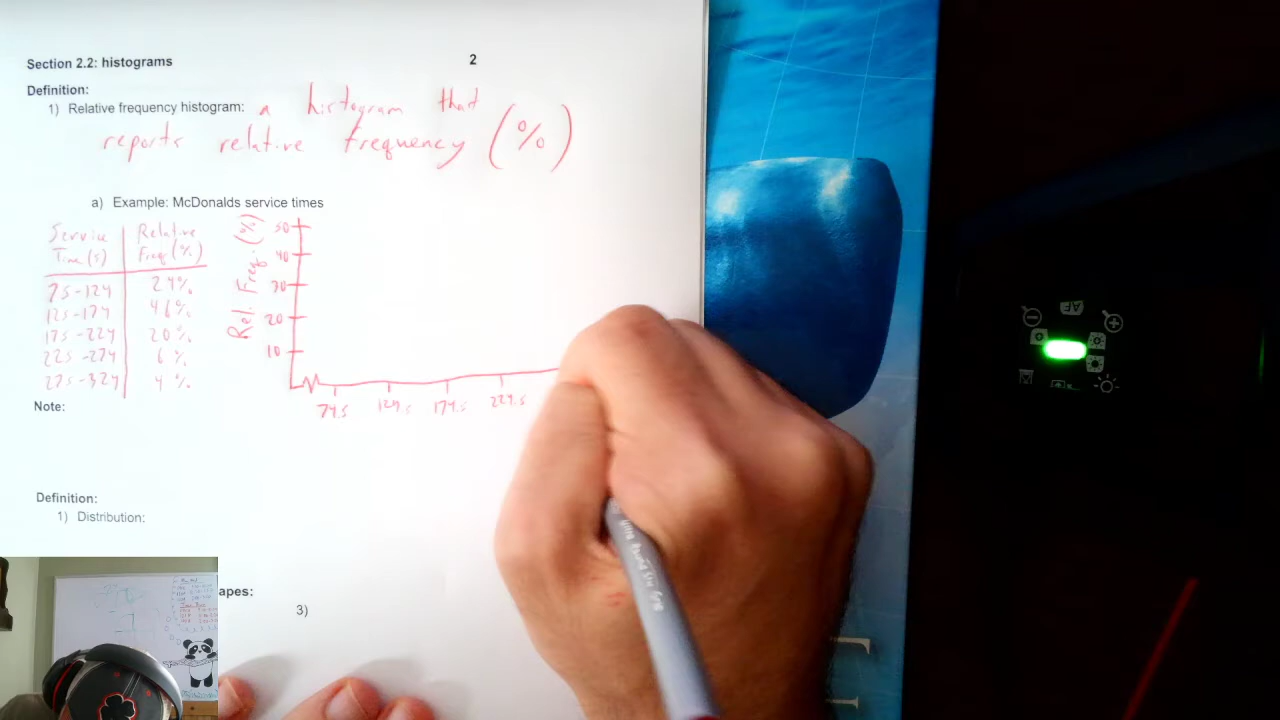 Section 2.2: histograms 2
Definition:
1) Relative frequency histogram: a histogram that
reports relative frequency (%)
a) Example: McDonalds service times
Service Time (s) Relative Freq (%)
75-124 24%
125-174 46%
175-224 20%
225-274 6%
275-324 4%
Rel Freq. (%)
50
40
30
20
10
74.5 124.5 174.5 224.5
Note:
Definition:
1) Distribution:
apes:
3)
AF